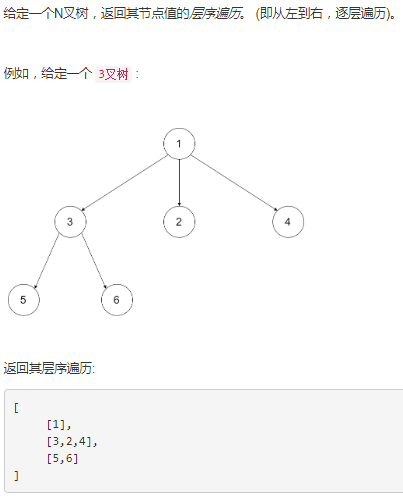 给定一个N叉树，返回其节点值的层序遍历。 (即从左到右，逐层遍历)。
例如，给定一个 3叉树 :
1
3 2 4
5 6
返回其层序遍历:
[
[1],
[3,2,4],
[5,6]
]